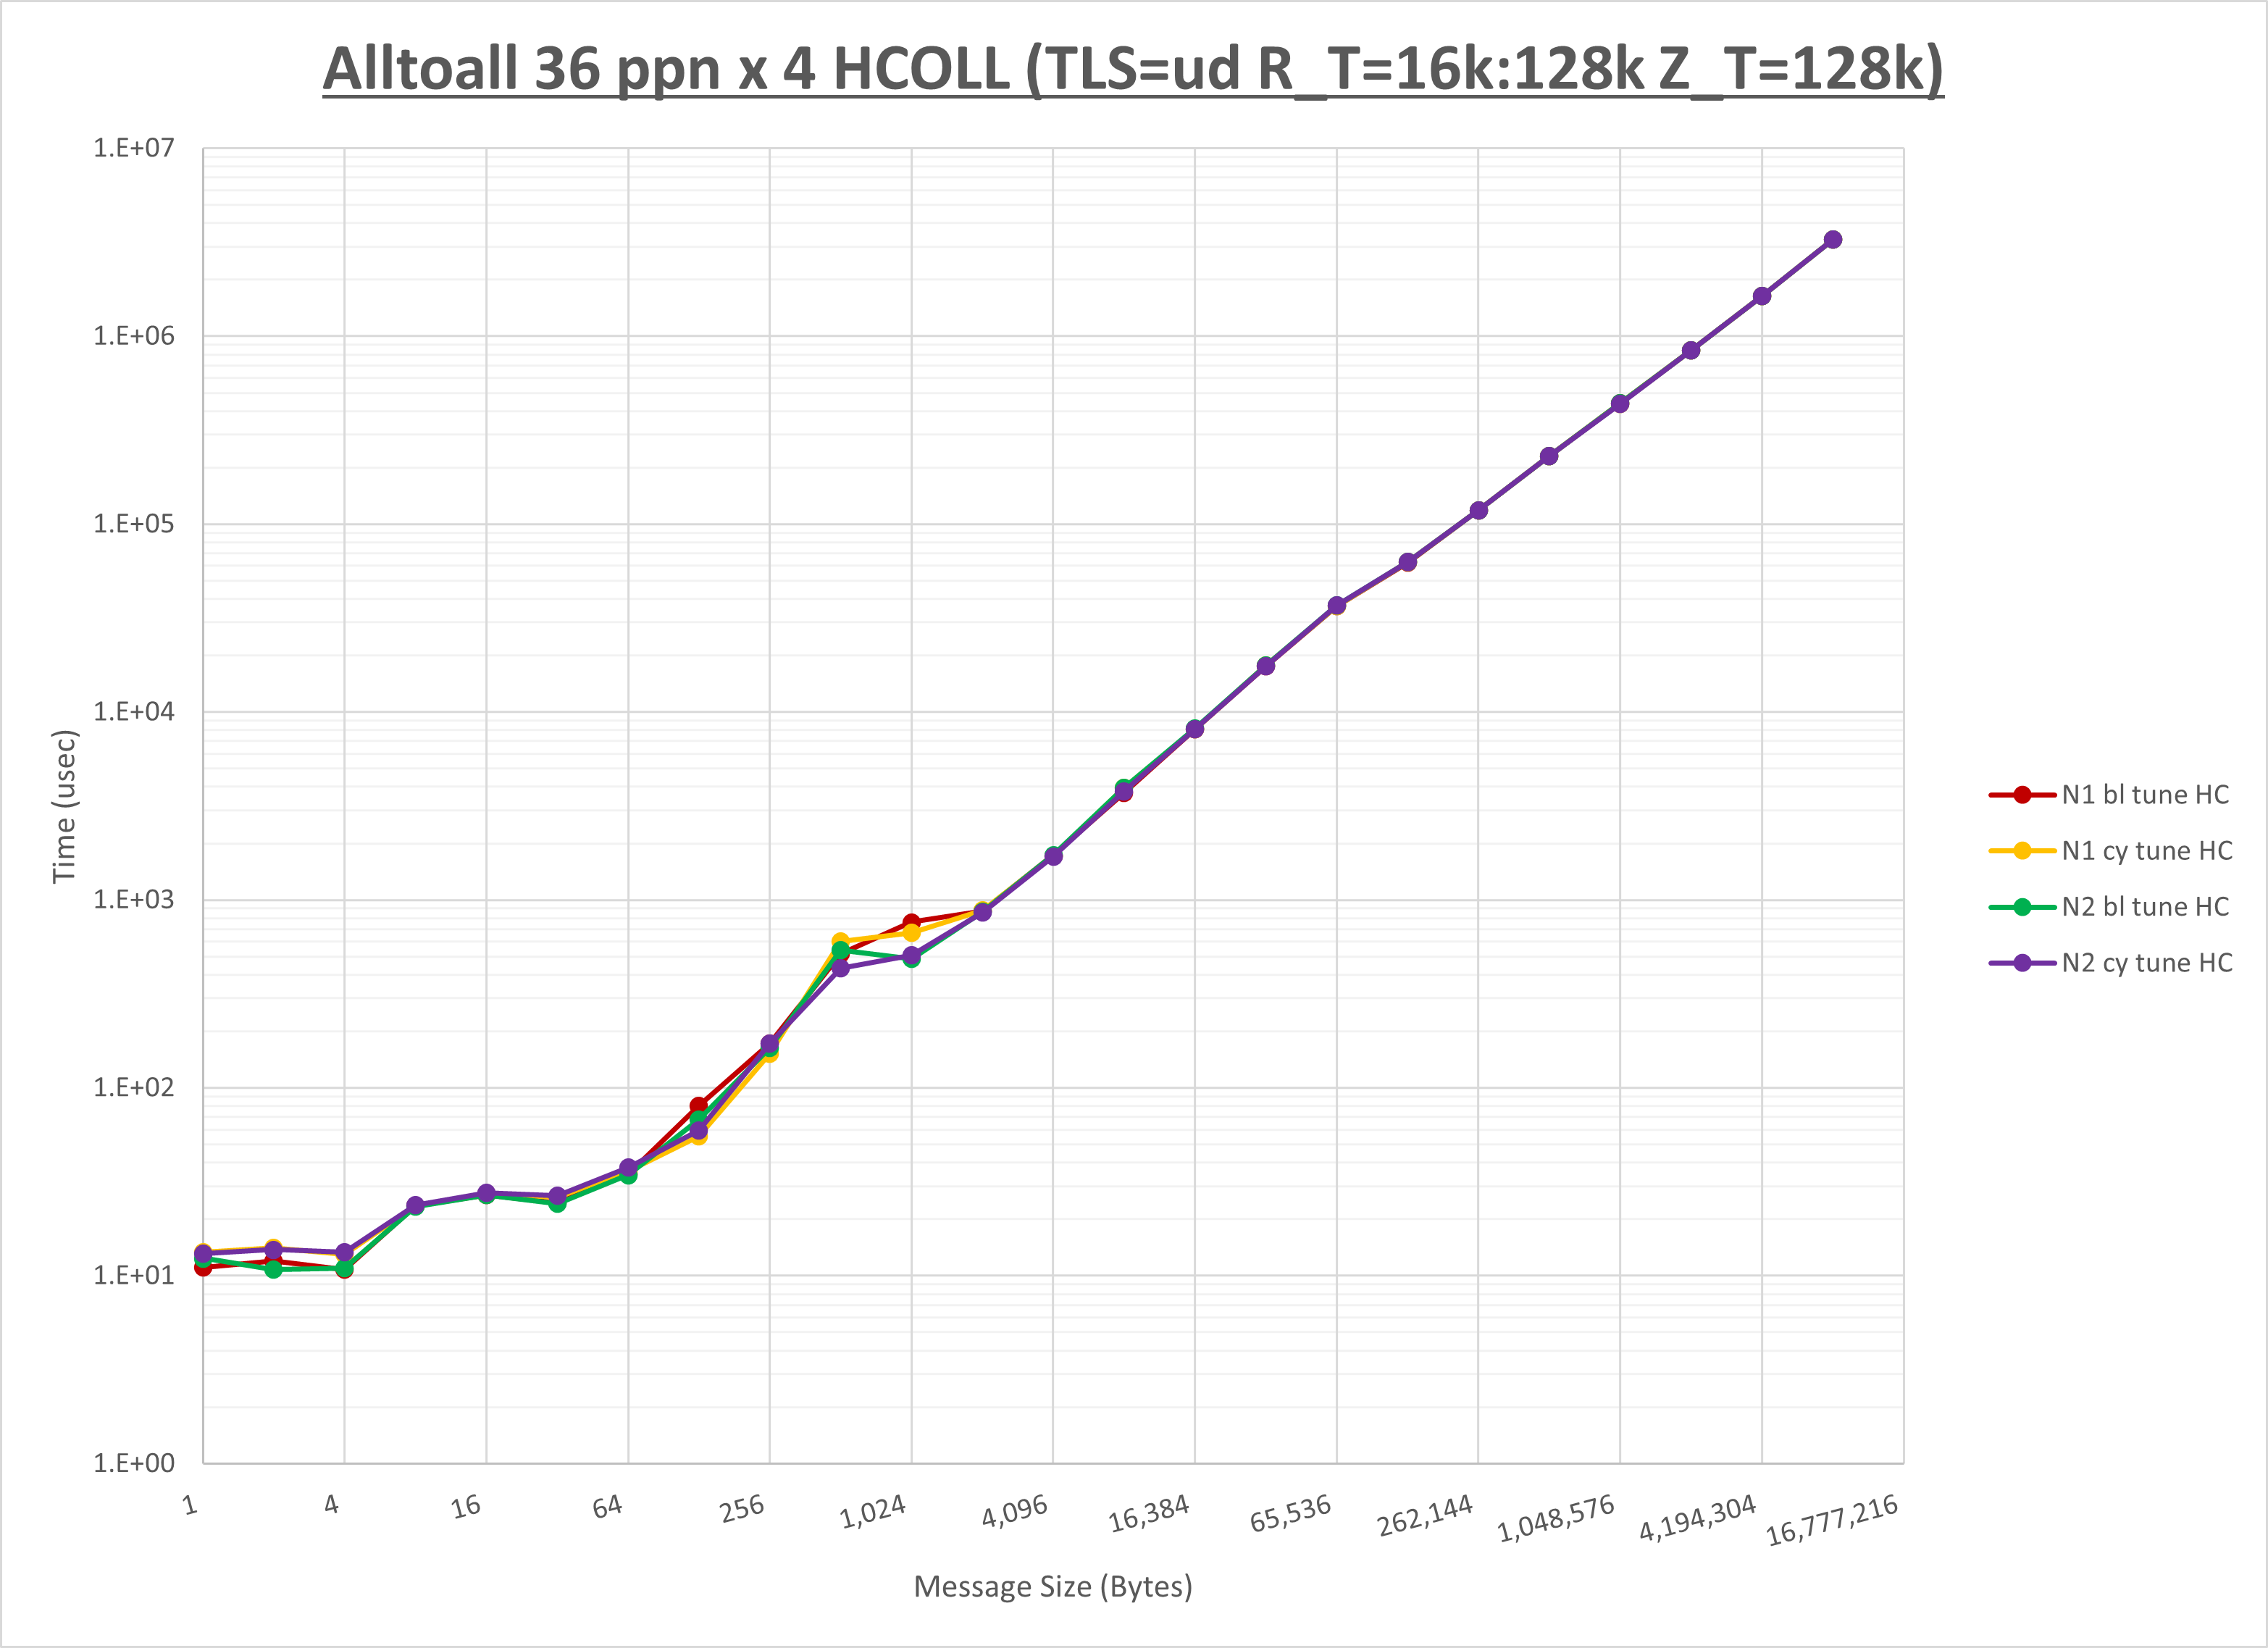 Alltoall 36 ppn x 4 HCOLL (TLS=ud R_T=16k:128k Z_T=128k)
1.E+07
1.E+06
1.E+05
1.E+04
1.E+03
1.E+02
1.E+01
1.E+00
Time (usec)
1
4
16
64
256
1,024
4,096
16,384
65,536
262,144
1,048,576
4,194,304
16,777,216
Message Size (Bytes)
N1 bl tune HC
N1 cy tune HC
N2 bl tune HC
N2 cy tune HC